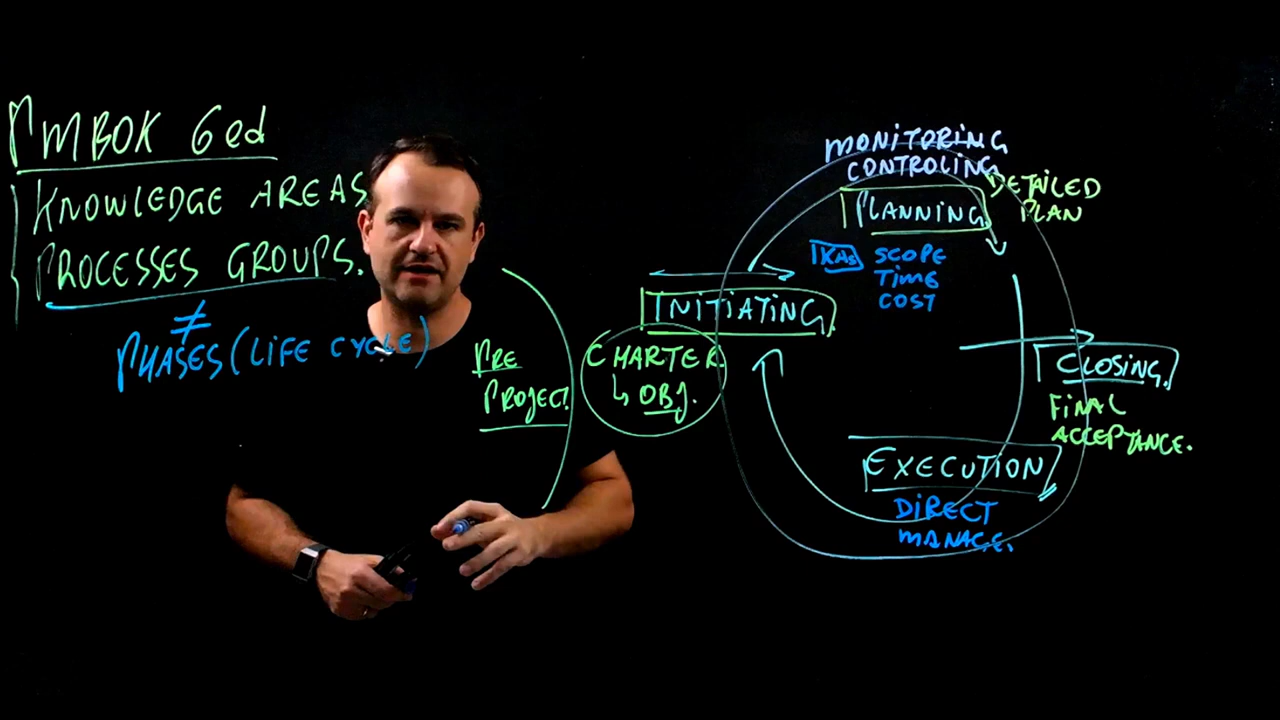 PMBOK 6ed
KNOWLEDGE AREAS
PROCESSES GROUPS.
≠
PHASES (LIFE CYCLE)
PRE
PROJECT.
INITIATING
CHARTER.
↳ OBJ.
MONITORING
CONTROLING
PLANNING
DETAILED
PLAN
KAs
SCOPE
TIME
COST
CLOSING.
FINAL
ACCEPTANCE.
EXECUTION
DIRECT
MANAGE.